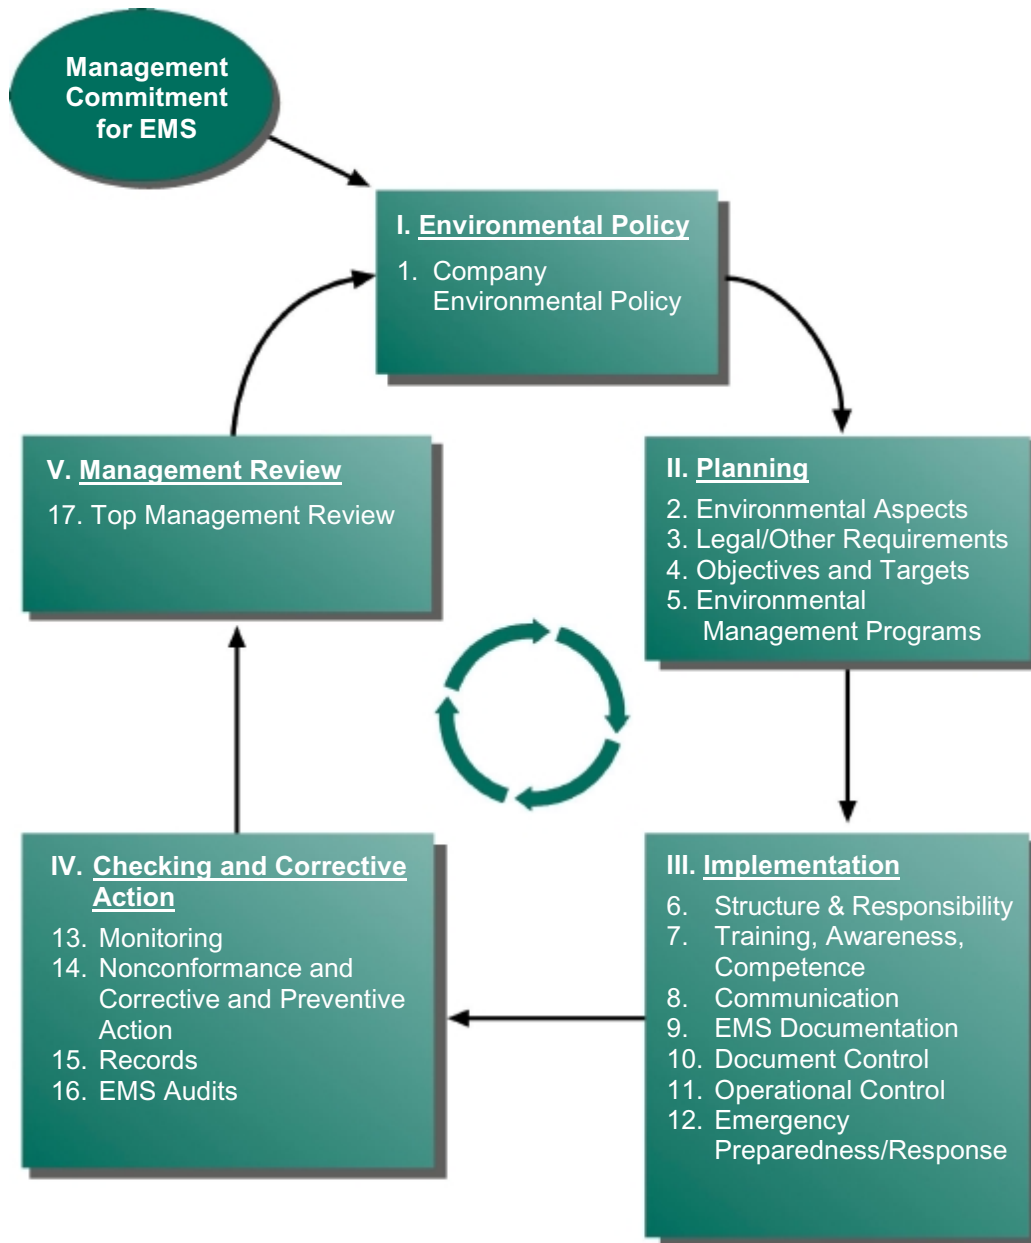 Management
Commitment
for EMS
I. Environmental Policy
1. Company
Environmental Policy
II. Planning
2. Environmental Aspects
3. Legal/Other Requirements
4. Objectives and Targets
5. Environmental
Management Programs
III. Implementation
6. Structure & Responsibility
7. Training, Awareness,
Competence
8. Communication
9. EMS Documentation
10. Document Control
11. Operational Control
12. Emergency
Preparedness/Response
IV. Checking and Corrective
Action
13. Monitoring
14. Nonconformance and
Corrective and Preventive
Action
15. Records
16. EMS Audits
V. Management Review
17. Top Management Review